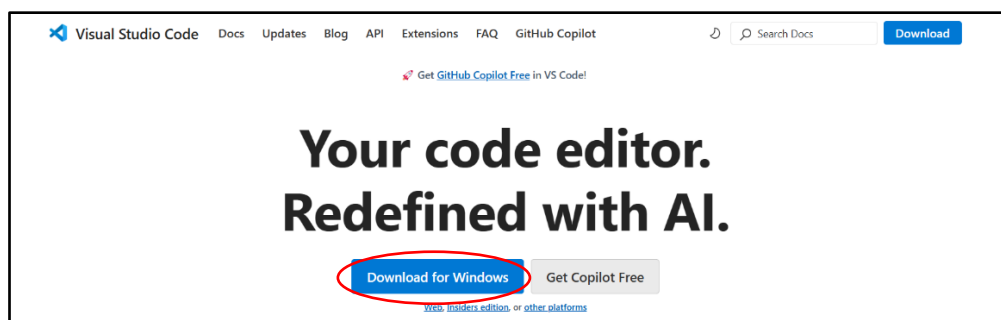 Visual Studio Code Docs Updates Blog API Extensions FAQ GitHub Copilot Search Docs Download
🚀 Get GitHub Copilot Free in VS Code!
Your code editor.
Redefined with AI.
Download for Windows Get Copilot Free
Web, Insiders edition, or other platforms